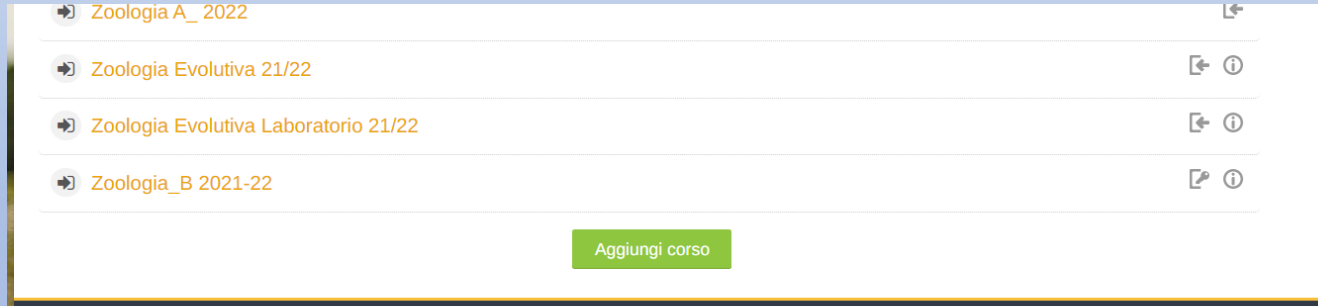 Zoologia A_ 2022
Zoologia Evolutiva 21/22
Zoologia Evolutiva Laboratorio 21/22
Zoologia_B 2021-22
Aggiungi corso